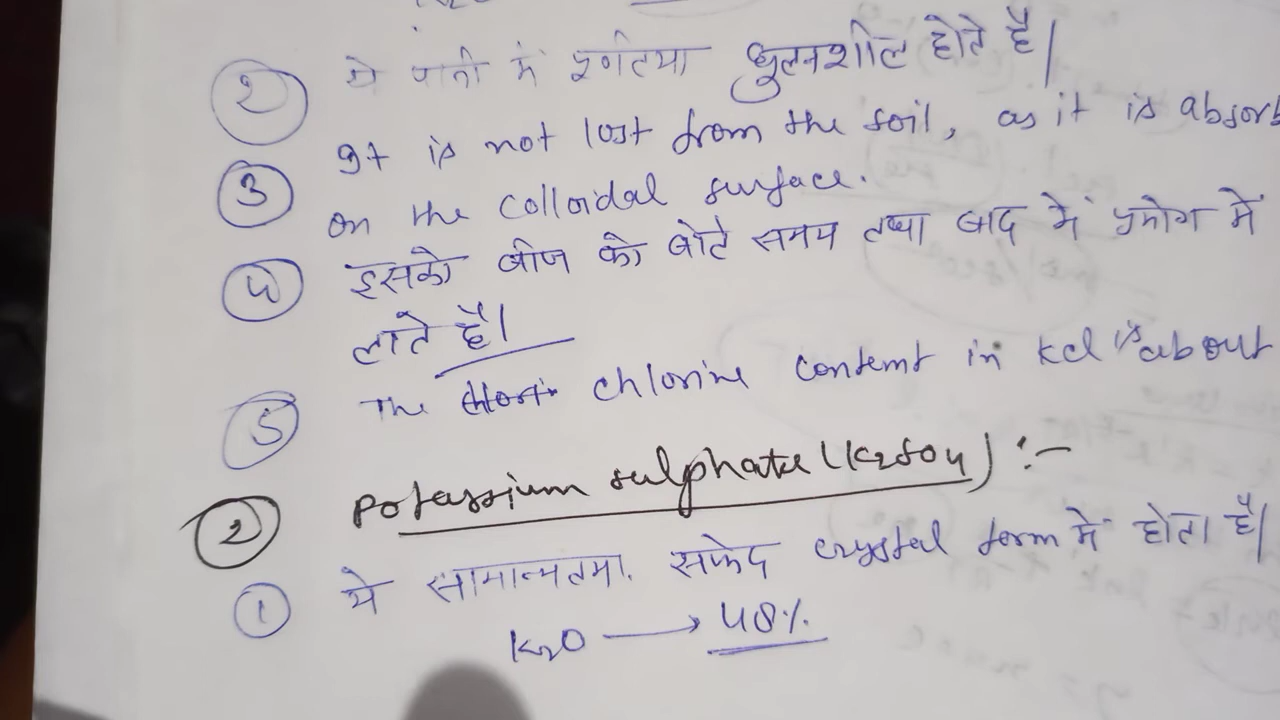 ② ये पानी में पूर्णतया घुलनशील होते है।
③ It is not lost from the soil, as it is absorb
on the colloidal surface.
④ इसको बीज को बोते समय तथा बाद में प्रयोग में
लाते है।
⑤ The chlorine content in kcl is about
② Potassium sulphate (K2SO4) :-
① ये सामान्यतया. सफेद crystal form में होता है।
K2O → 48%